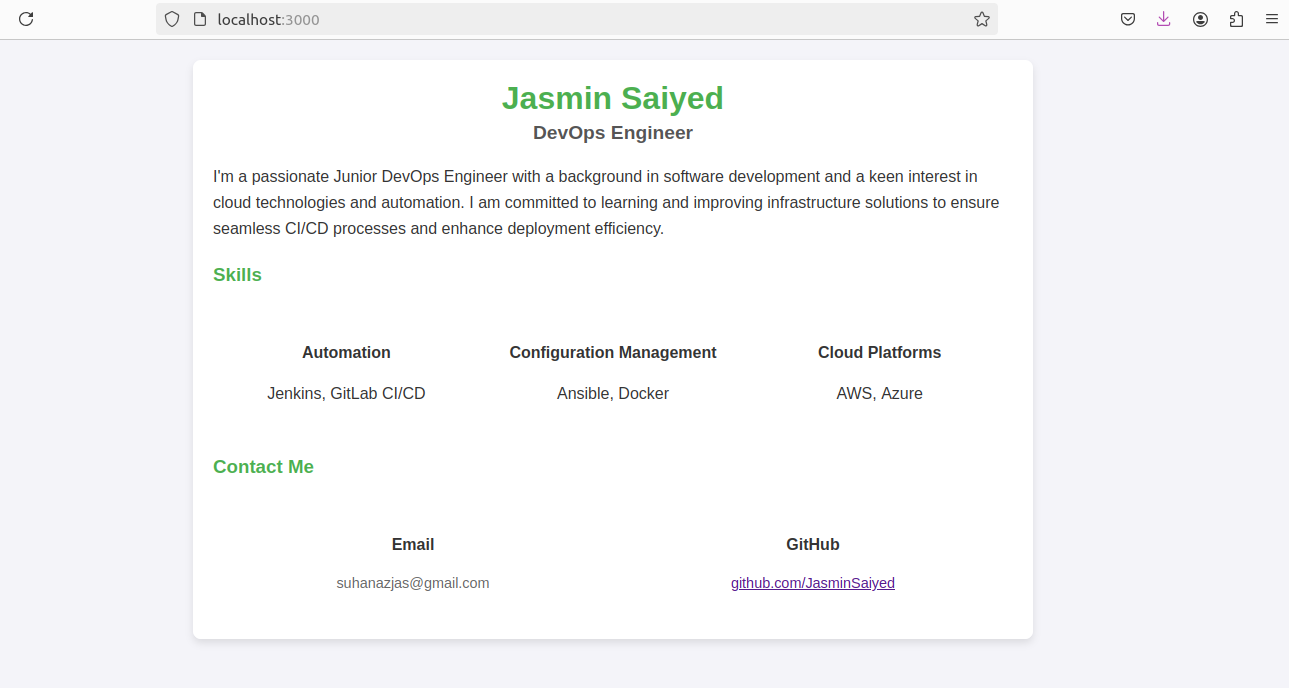 localhost:3000
Jasmin Saiyed
DevOps Engineer
I'm a passionate Junior DevOps Engineer with a background in software development and a keen interest in
cloud technologies and automation. I am committed to learning and improving infrastructure solutions to ensure
seamless CI/CD processes and enhance deployment efficiency.
Skills
Automation Configuration Management Cloud Platforms
Jenkins, GitLab CI/CD Ansible, Docker AWS, Azure
Contact Me
Email GitHub
suhanazjas@gmail.com github.com/JasminSaiyed